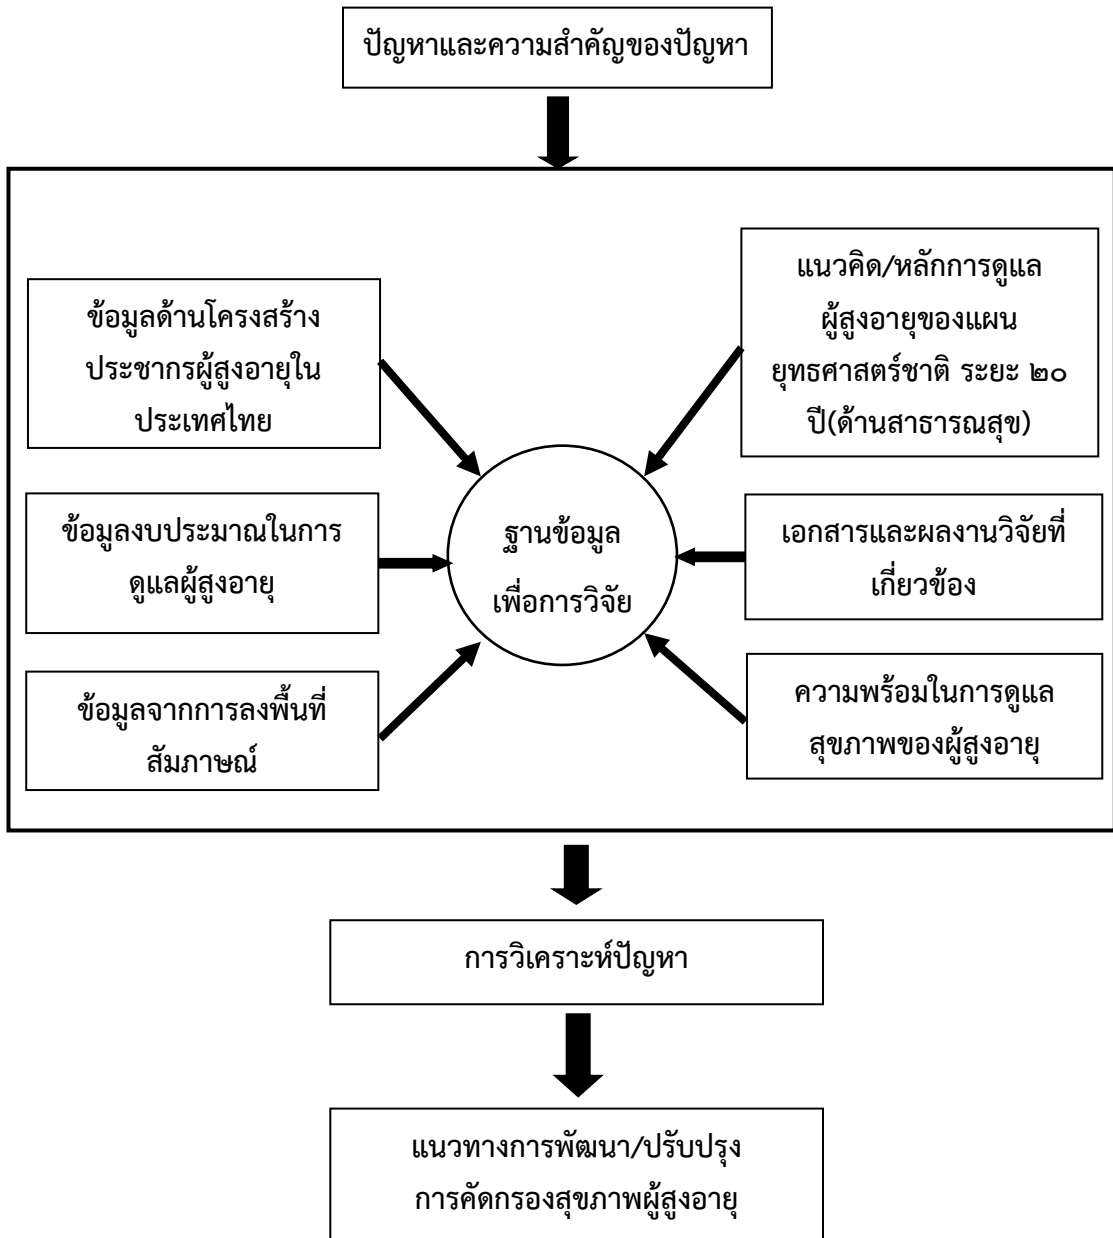 ปัญหาและความสำคัญของปัญหา
ข้อมูลด้านโครงสร้าง
ประชากรผู้สูงอายุใน
ประเทศไทย
แนวคิด/หลักการดูแล
ผู้สูงอายุของแผน
ยุทธศาสตร์ชาติ ระยะ ๒๐
ปี(ด้านสาธารณสุข)
ข้อมูลงบประมาณในการ
ดูแลผู้สูงอายุ
ฐานข้อมูล
เพื่อการวิจัย
เอกสารและผลงานวิจัยที่
เกี่ยวข้อง
ข้อมูลจากการลงพื้นที่
สัมภาษณ์
ความพร้อมในการดูแล
สุขภาพของผู้สูงอายุ
การวิเคราะห์ปัญหา
แนวทางการพัฒนา/ปรับปรุง
การคัดกรองสุขภาพผู้สูงอายุ